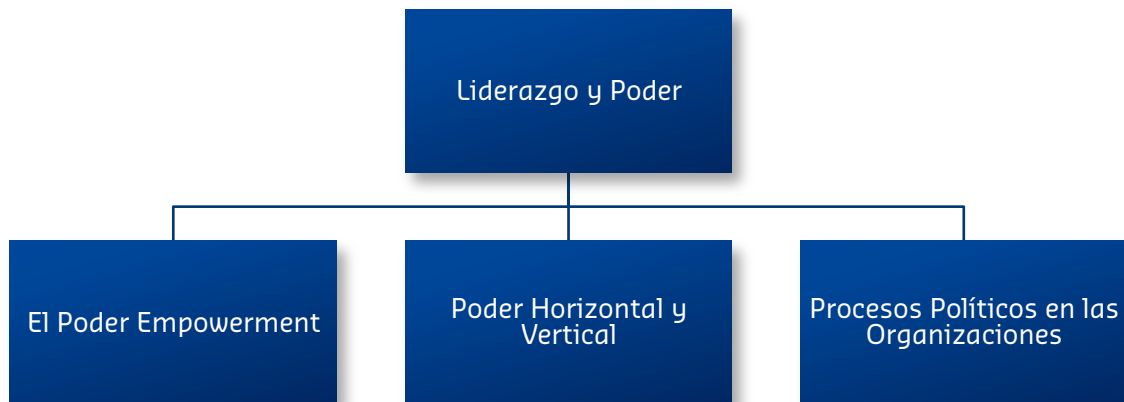 Liderazgo y Poder
El Poder Empowerment
Poder Horizontal y
Vertical
Procesos Políticos en las
Organizaciones